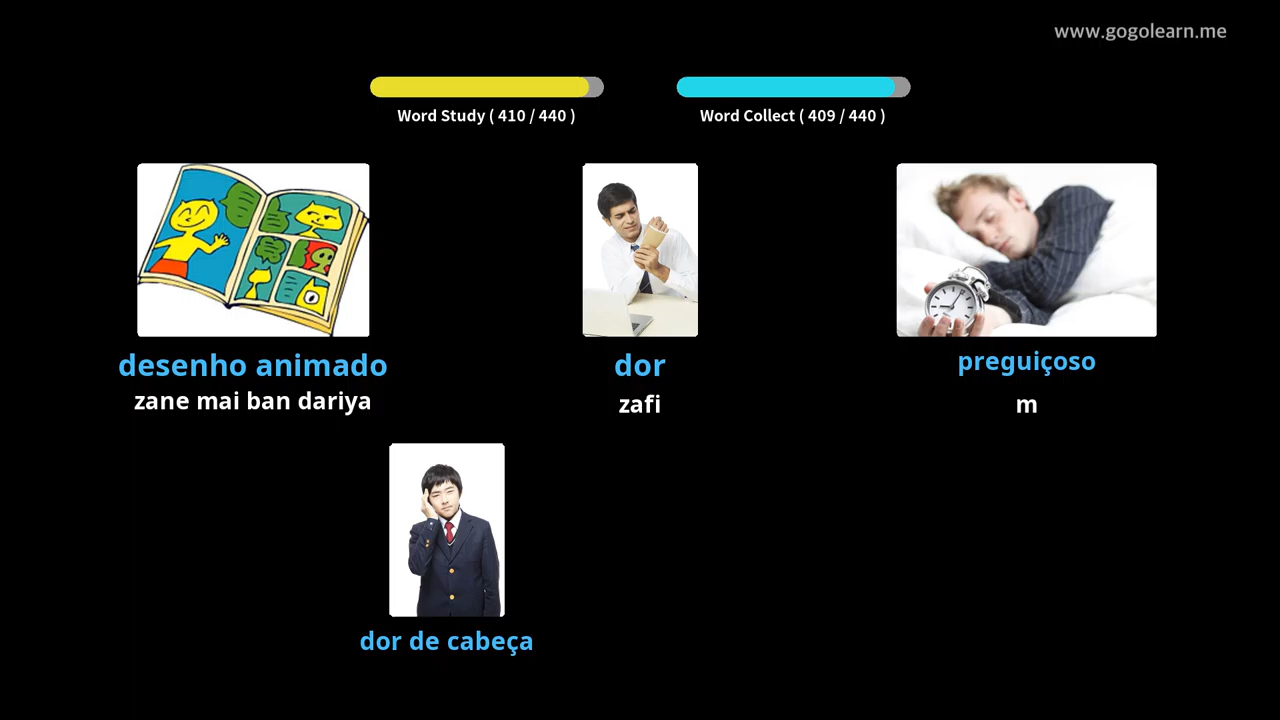 www.gogolearn.me
Word Study ( 410 / 440 )
Word Collect ( 409 / 440 )
desenho animado
zane mai ban dariya
dor
zafi
preguiçoso
m
dor de cabeça